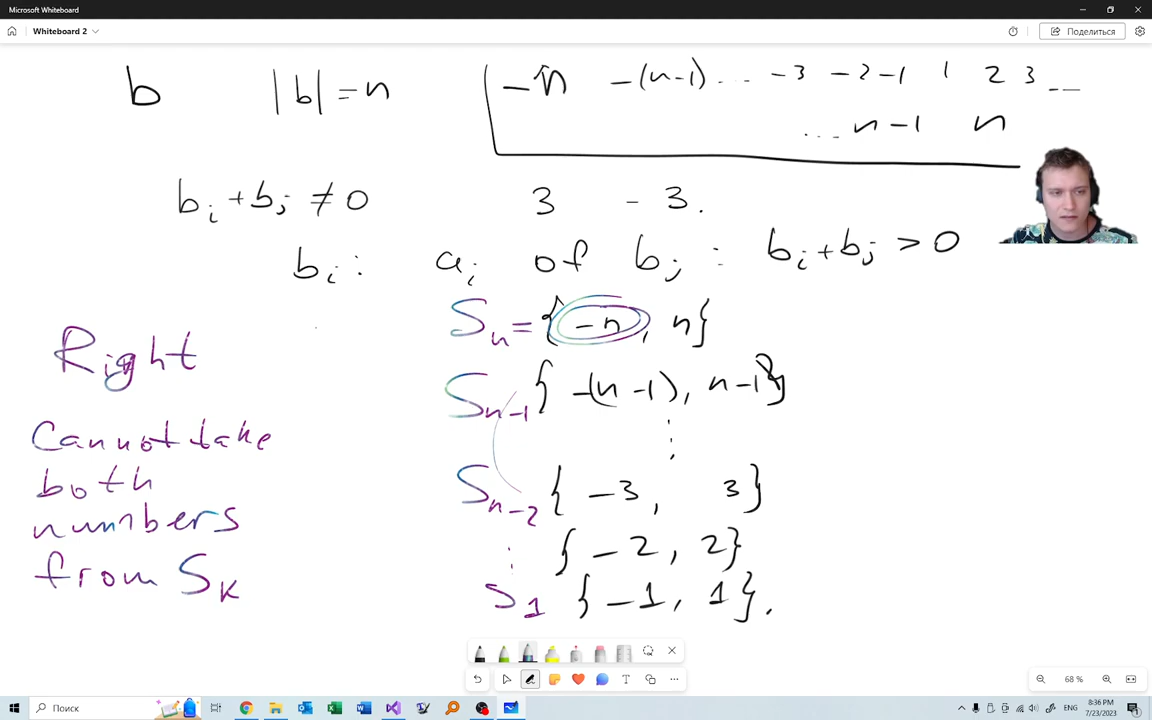 Microsoft Whiteboard
Whiteboard 2
Поделиться
b |b| = n -n -(n-1) ... -3 -2 -1 1 2 3 ...
... n-1 n
b_i + b_j ≠ 0 3 -3.
b_i : a_i of b_j : b_i + b_j > 0
S_n = { -n, n }
Right
S_n-1 { -(n-1), n-1 }
Cannot take
⋮
both
S_n-2 { -3, 3 }
numbers
⋮ { -2, 2 }
from S_k
S_1 { -1, 1 }.
68 %
Поиск
ENG
8:36 PM
7/23/2023